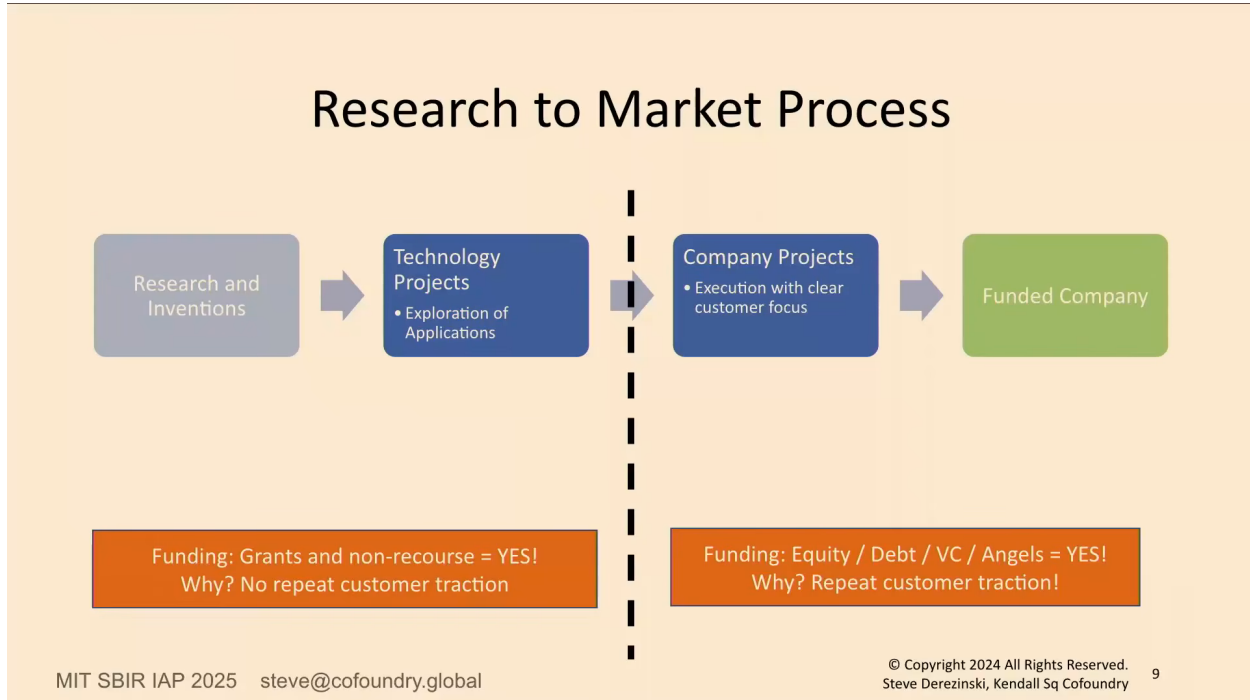 Research to Market Process
Research and
Inventions
Technology
Projects
• Exploration of
Applications
Company Projects
• Execution with clear
customer focus
Funded Company
Funding: Grants and non-recourse = YES!
Why? No repeat customer traction
Funding: Equity / Debt / VC / Angels = YES!
Why? Repeat customer traction!
MIT SBIR IAP 2025 steve@cofoundry.global
© Copyright 2024 All Rights Reserved.
Steve Derezinski, Kendall Sq Cofoundry
9